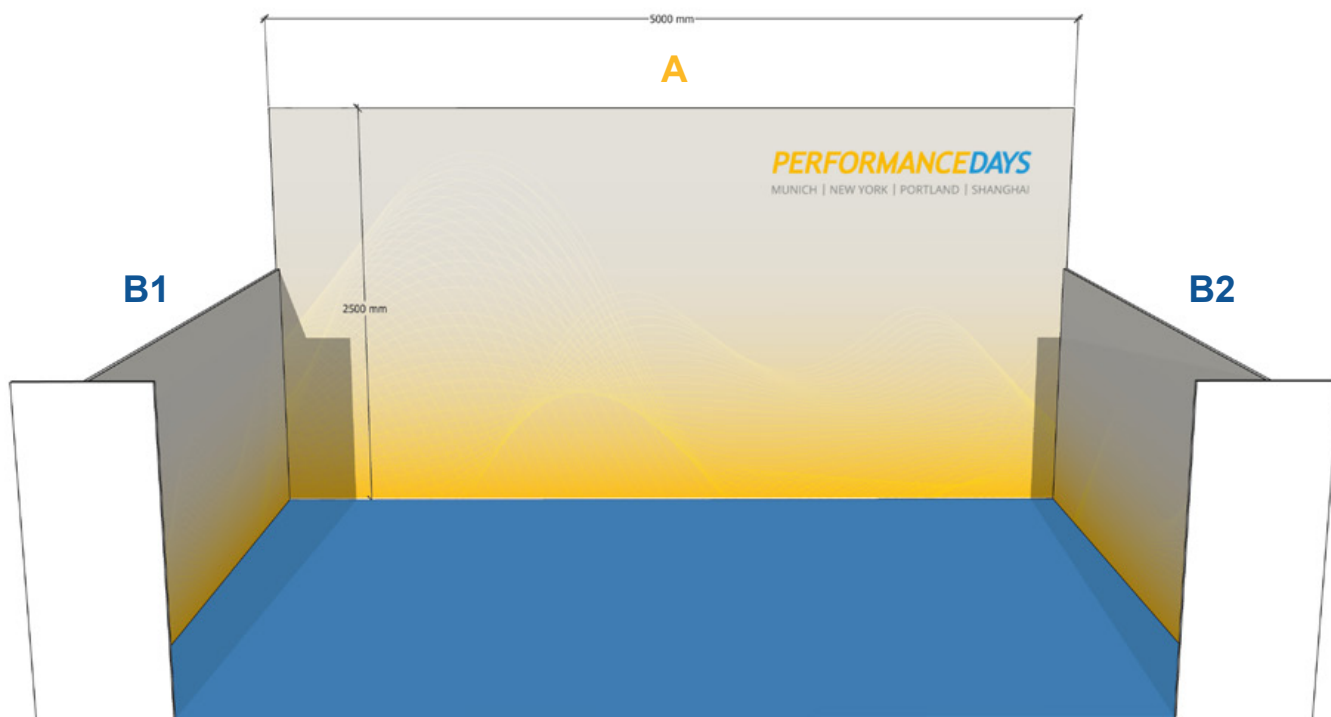 5000 mm
A
PERFORMANCEDAYS
MUNICH | NEW YORK | PORTLAND | SHANGHAI
B1
B2
2500 mm